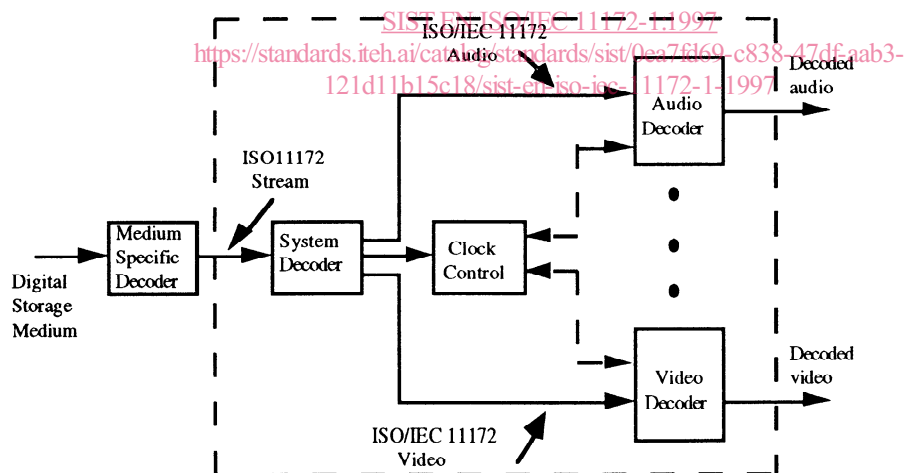 SIST EN ISO/IEC 11172-1:1997
ISO/IEC 11172
https://standards.iteh.ai/catalog/standards/sist/0ea7fd69-c838-47df-aab3-
Audio
121d11b15c18/sist-en-iso-iec-11172-1-1997
Decoded
audio
Audio
Decoder
ISO11172
Stream
Medium
Specific
Decoder
System
Decoder
Clock
Control
Digital
Storage
Medium
Video
Decoder
Decoded
video
ISO/IEC 11172
Video